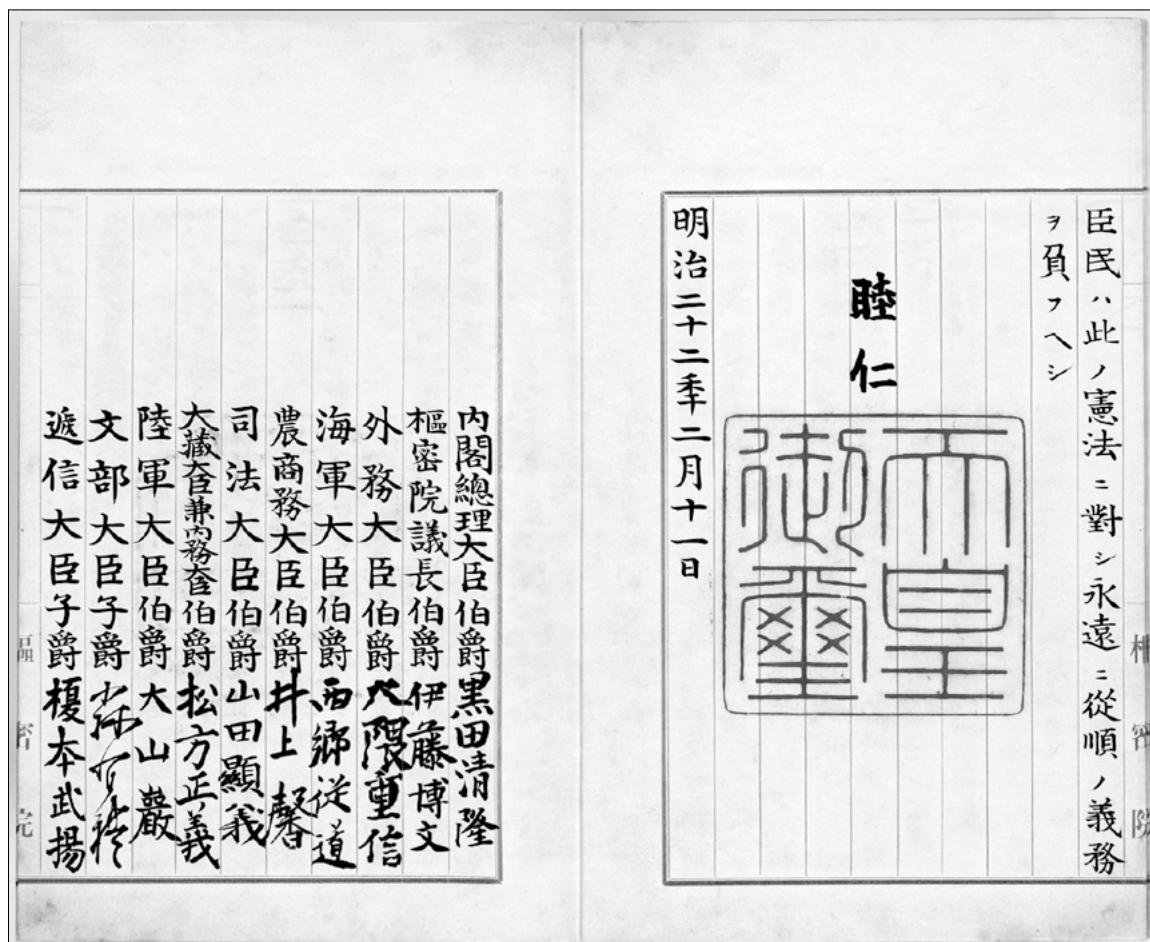 臣民ハ此ノ憲法ニ對シ永遠ニ從順ノ義務
ヲ負フヘシ
睦仁
天皇
御璽
明治二十二年二月十一日
內閣總理大臣伯爵黑田清隆
樞密院議長伯爵伊藤博文
外務大臣伯爵大隈重信
海軍大臣伯爵西鄉從道
農商務大臣伯爵井上馨
司法大臣伯爵山田顯義
大藏大臣兼內務大臣伯爵松方正義
陸軍大臣伯爵大山巖
文部大臣子爵森有禮
遞信大臣子爵榎本武揚
樞密院